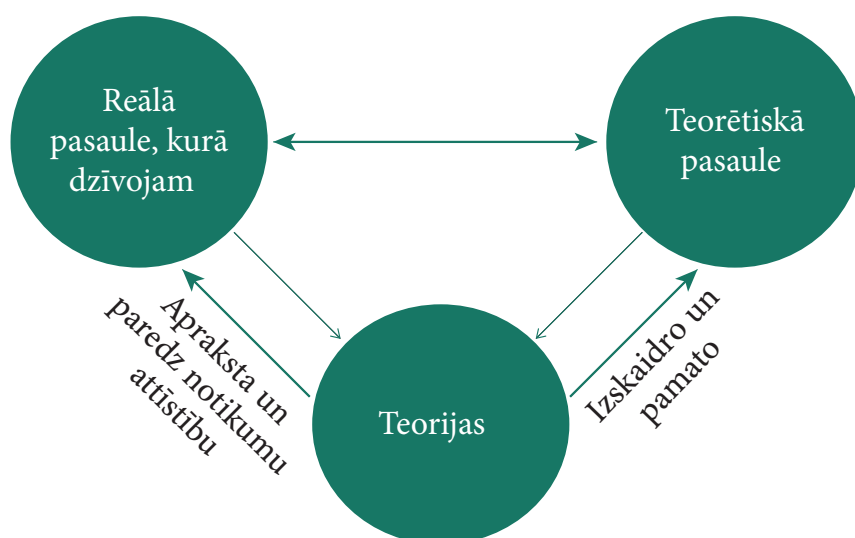 Reālā
pasaule, kurā
dzīvojam
Teorētiskā
pasaule
Apraksta un
paredz notikumu
attīstību
Izskaidro un
pamato
Teorijas